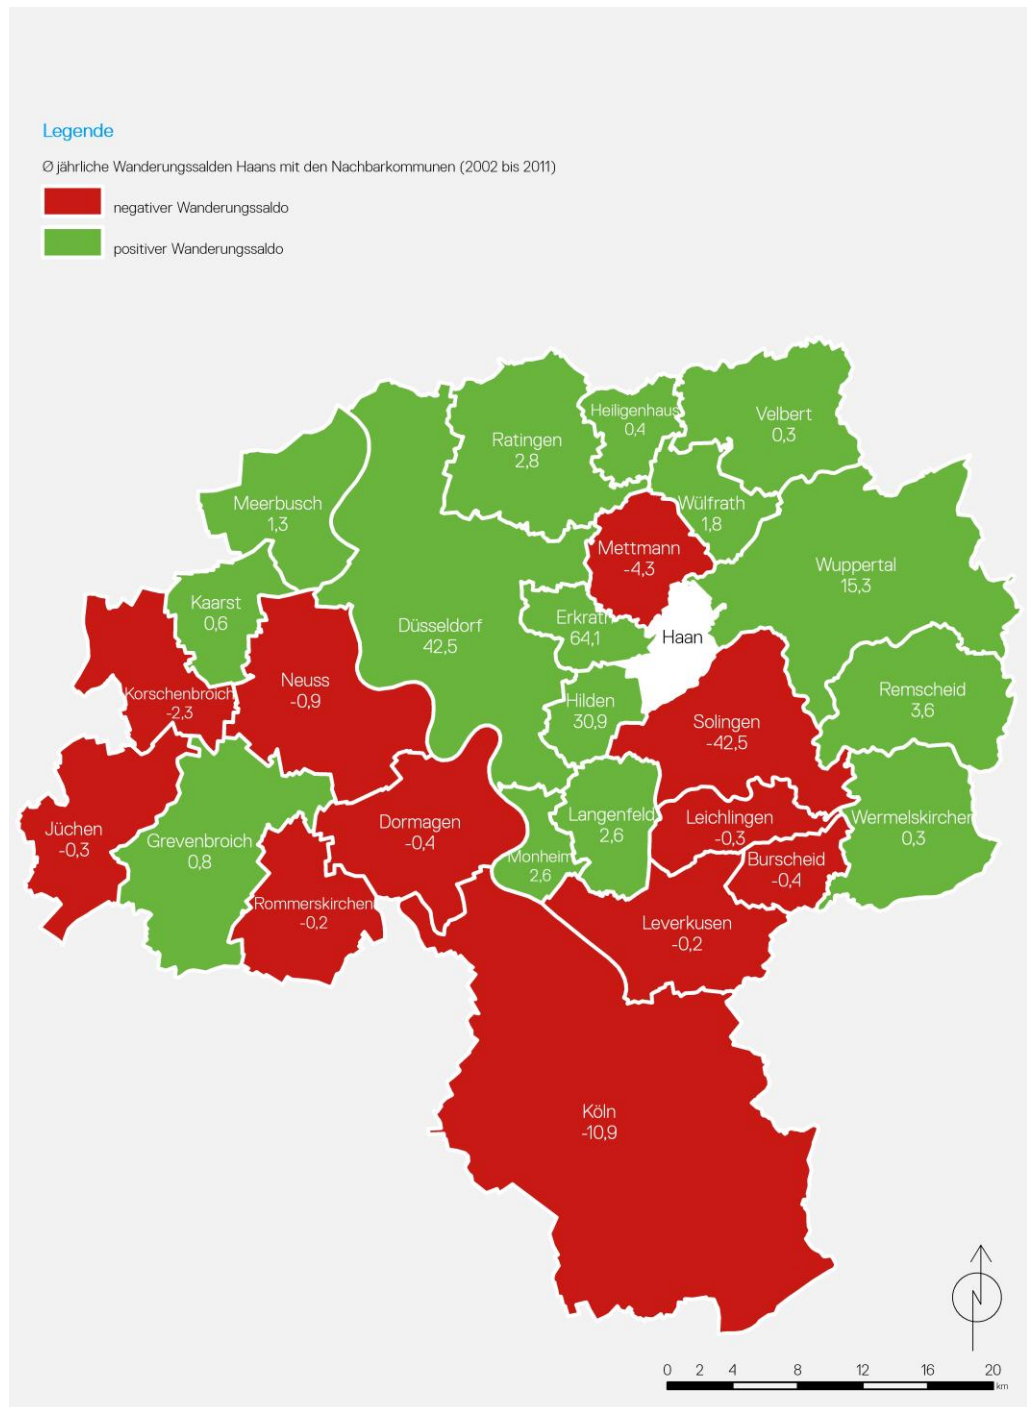 Legende
Ø jährliche Wanderungssalden Haans mit den Nachbarkommunen (2002 bis 2011)
negativer Wanderungssaldo
positiver Wanderungssaldo
Velbert
0,3
Heiligenhaus
0,4
Ratingen
2,8
Meerbusch
1,3
Wülfrath
1,8
Mettmann
-4,3
Wuppertal
15,3
Kaarst
0,6
Düsseldorf
42,5
Erkrath
64,1
Haan
Korschenbroich
-2,3
Neuss
-0,9
Hilden
30,9
Solingen
-42,5
Remscheid
3,6
Jüchen
-0,3
Grevenbroich
0,8
Dormagen
-0,4
Langenfeld
2,6
Leichlingen
-0,3
Wermelskirchen
0,3
Monheim
2,6
Burscheid
-0,4
Rommerskirchen
-0,2
Leverkusen
-0,2
Köln
-10,9
N
0 2 4 8 12 16 20
km